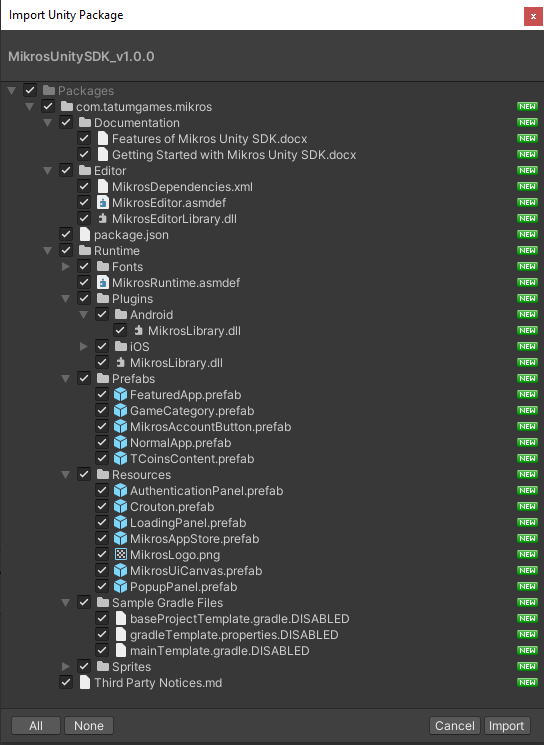 Import Unity Package
x
MikrosUnitySDK_v1.0.0
Packages
com.tatumgames.mikros NEW
Documentation NEW
Features of Mikros Unity SDK.docx NEW
Getting Started with Mikros Unity SDK.docx NEW
Editor NEW
MikrosDependencies.xml NEW
MikrosEditor.asmdef NEW
MikrosEditorLibrary.dll NEW
package.json NEW
Runtime NEW
Fonts NEW
MikrosRuntime.asmdef NEW
Plugins NEW
Android NEW
MikrosLibrary.dll NEW
iOS NEW
MikrosLibrary.dll NEW
Prefabs NEW
FeaturedApp.prefab NEW
GameCategory.prefab NEW
MikrosAccountButton.prefab NEW
NormalApp.prefab NEW
TCoinsContent.prefab NEW
Resources NEW
AuthenticationPanel.prefab NEW
Crouton.prefab NEW
LoadingPanel.prefab NEW
MikrosAppStore.prefab NEW
MikrosLogo.png NEW
MikrosUiCanvas.prefab NEW
PopupPanel.prefab NEW
Sample Gradle Files NEW
baseProjectTemplate.gradle.DISABLED NEW
gradleTemplate.properties.DISABLED NEW
mainTemplate.gradle.DISABLED NEW
Sprites NEW
Third Party Notices.md NEW
All None Cancel Import